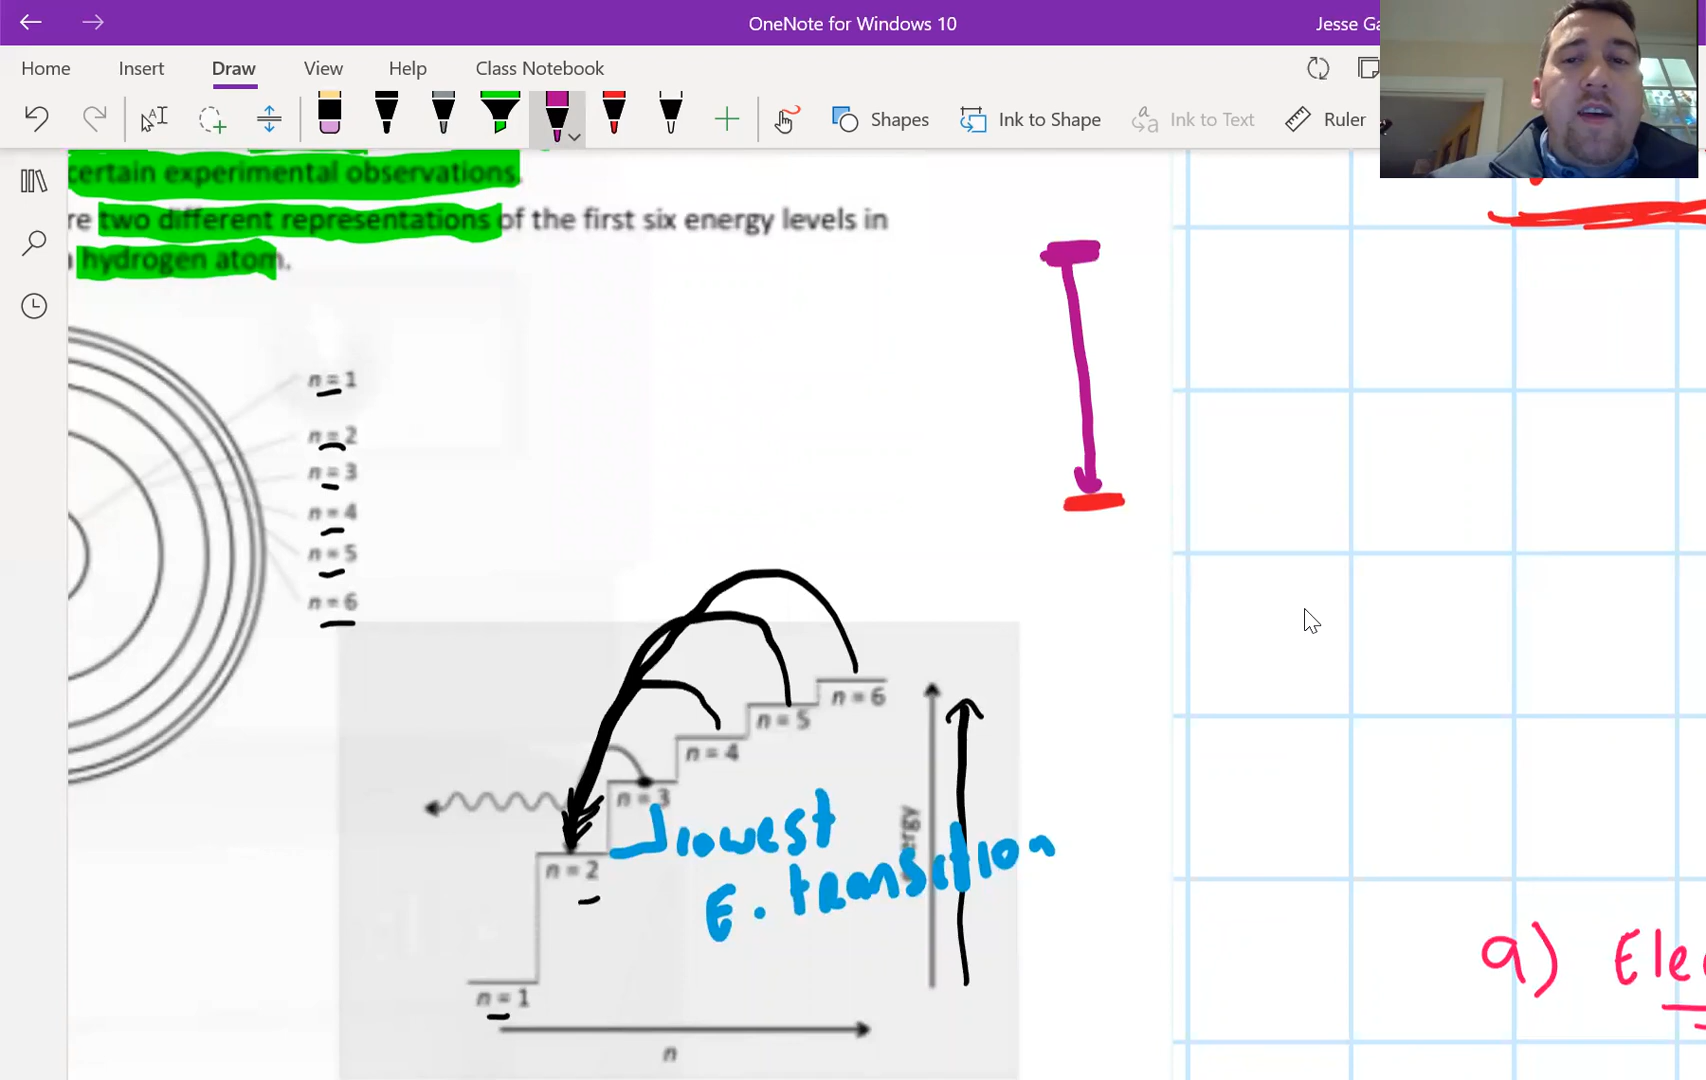 OneNote for Windows 10
Jesse Ga
Home Insert Draw View Help Class Notebook
Shapes Ink to Shape Ink to Text Ruler
certain experimental observations.
re two different representations of the first six energy levels in
hydrogen atom.
n = 1
n = 2
n = 3
n = 4
n = 5
n = 6
n = 6
n = 5
n = 4
n = 3
n = 2
n = 1
lowest
E. transition
ergy
n
a) Ele